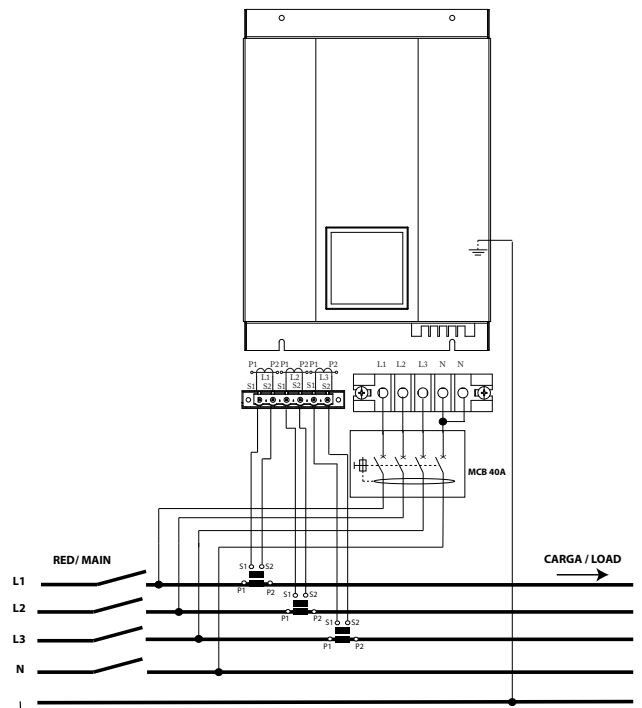 P1 P2 P1 P2 P1 P2
L1 L2 L3
S1 S2 S1 S2 S1 S2
L1 L2 L3 N N
MCB 40A
RED/ MAIN
CARGA / LOAD
S1 S2
L1
P1 P2
S1 S2
L2
P1 P2
S1 S2
L3
P1 P2
N